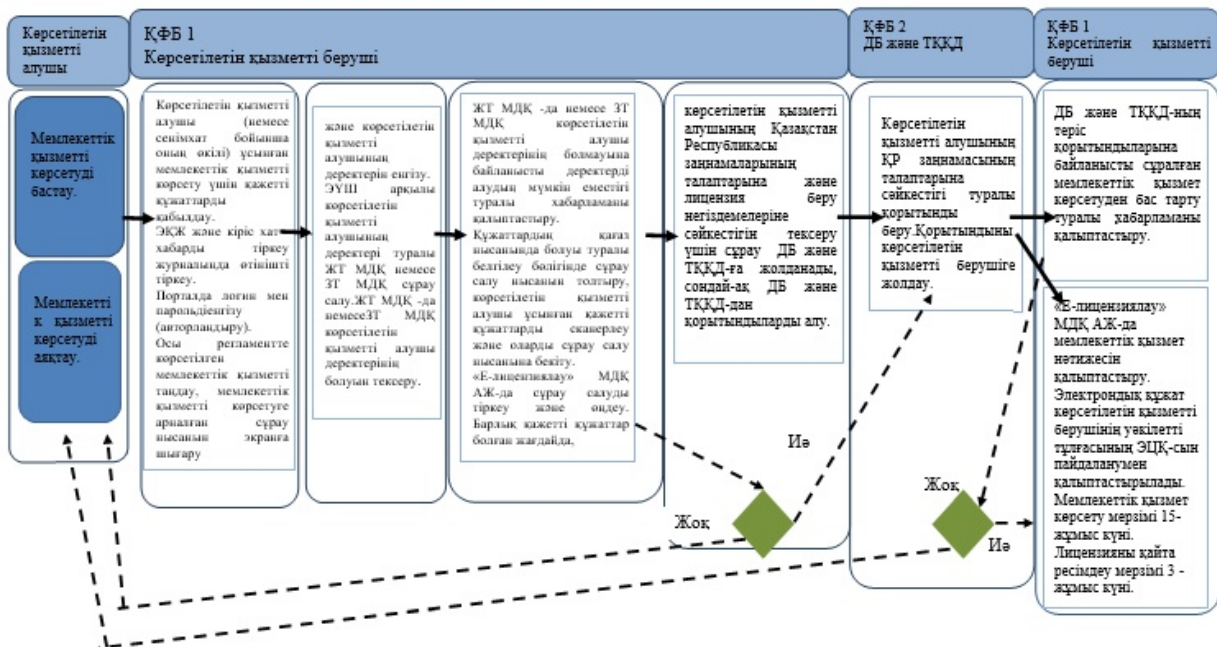 Көрсетілетін
қызметті
алушы
ҚФБ 1
Көрсетілетін қызметті беруші
ҚФБ 2
ДБ және ТҚҚД
ҚФБ 1
Көрсетілетін қызметті
беруші
Мемлекеттік
қызметті
көрсетуді
бастау.
Мемлекетті
к қызметті
көрсетуді
аяқтау.
Көрсетілетін қызметті
алушы (немесе
сенімхат бойынша
оның өкілі) ұсынған
мемлекеттік қызметті
көрсету үшін қажетті
құжаттарды
қабылдау.
ЭҚЖ және кіріс хат-
хабарды тіркеу
журналында өтінішті
тіркеу.
Порталда логин мен
парольдіенгізу
(авторландыру).
Осы регламентте
көрсетілген
мемлекеттік қызметті
таңдау, мемлекеттік
қызметті көрсетуге
арналған сұрау
нысанын экранға
шығару
және көрсетілетін
қызметті
алушының
деректерін енгізу.
ЭҮШ арқылы
көрсетілетін
қызметті
алушының
деректері туралы
ЖТ МДҚ немесе
ЗТ МДҚ сұрау
салу.ЖТ МДҚ -да
немесеЗТ МДҚ
көрсетілетін
қызметті алушы
деректерінің
болуын тексеру.
ЖТ МДҚ -да немесе ЗТ
МДҚ көрсетілетін
қызметті алушы
деректерінің болмауына
байланысты деректерді
алудың мүмкін еместігі
туралы хабарламаны
қалыптастыру.
Құжаттардың қағаз
нысанында болуы туралы
белгілеу бөлігінде сұрау
салу нысанын толтыру,
көрсетілетін қызметті
алушы ұсынған қажетті
құжаттарды сканерлеу
және оларды сұрау салу
нысанына бекіту.
«Е-лицензиялау» МДҚ
АЖ-да сұрау салуды
тіркеу және өңдеу.
Барлық қажетті құжаттар
болған жағдайда,
көрсетілетін қызметті
алушының Қазақстан
Республикасы
заңнамаларының
талаптарына және
лицензия беру
негіздемелеріне
сәйкестігін тексеру
үшін сұрау ДБ және
ТҚҚД-ға жолданады,
сондай-ақ ДБ және
ТҚҚД-дан
қорытындыларды алу.
Көрсетілетін
қызметті алушының
ҚР заңнамасының
талаптарына
сәйкестігі туралы
қорытынды
беру.Қорытындыны
көрсетілетін
қызметті берушіге
жолдау.
ДБ және ТҚҚД-ның
теріс
қорытындыларына
байланысты сұралған
мемлекеттік қызмет
көрсетуден бас тарту
туралы хабарламаны
қалыптастыру.
«Е-лицензиялау»
МДҚ АЖ-да
мемлекеттік қызмет
нәтижесін
қалыптастыру.
Электрондық құжат
көрсетілетін қызметті
берушінің уәкілетті
тұлғасының ЭЦҚ-сын
пайдаланумен
қалыптастырылады.
Мемлекеттік қызмет
көрсету мерзімі 15-
жұмыс күні.
Лицензияны қайта
ресімдеу мерзімі 3 -
жұмыс күні.
Иә
Жоқ
Жоқ
Иә